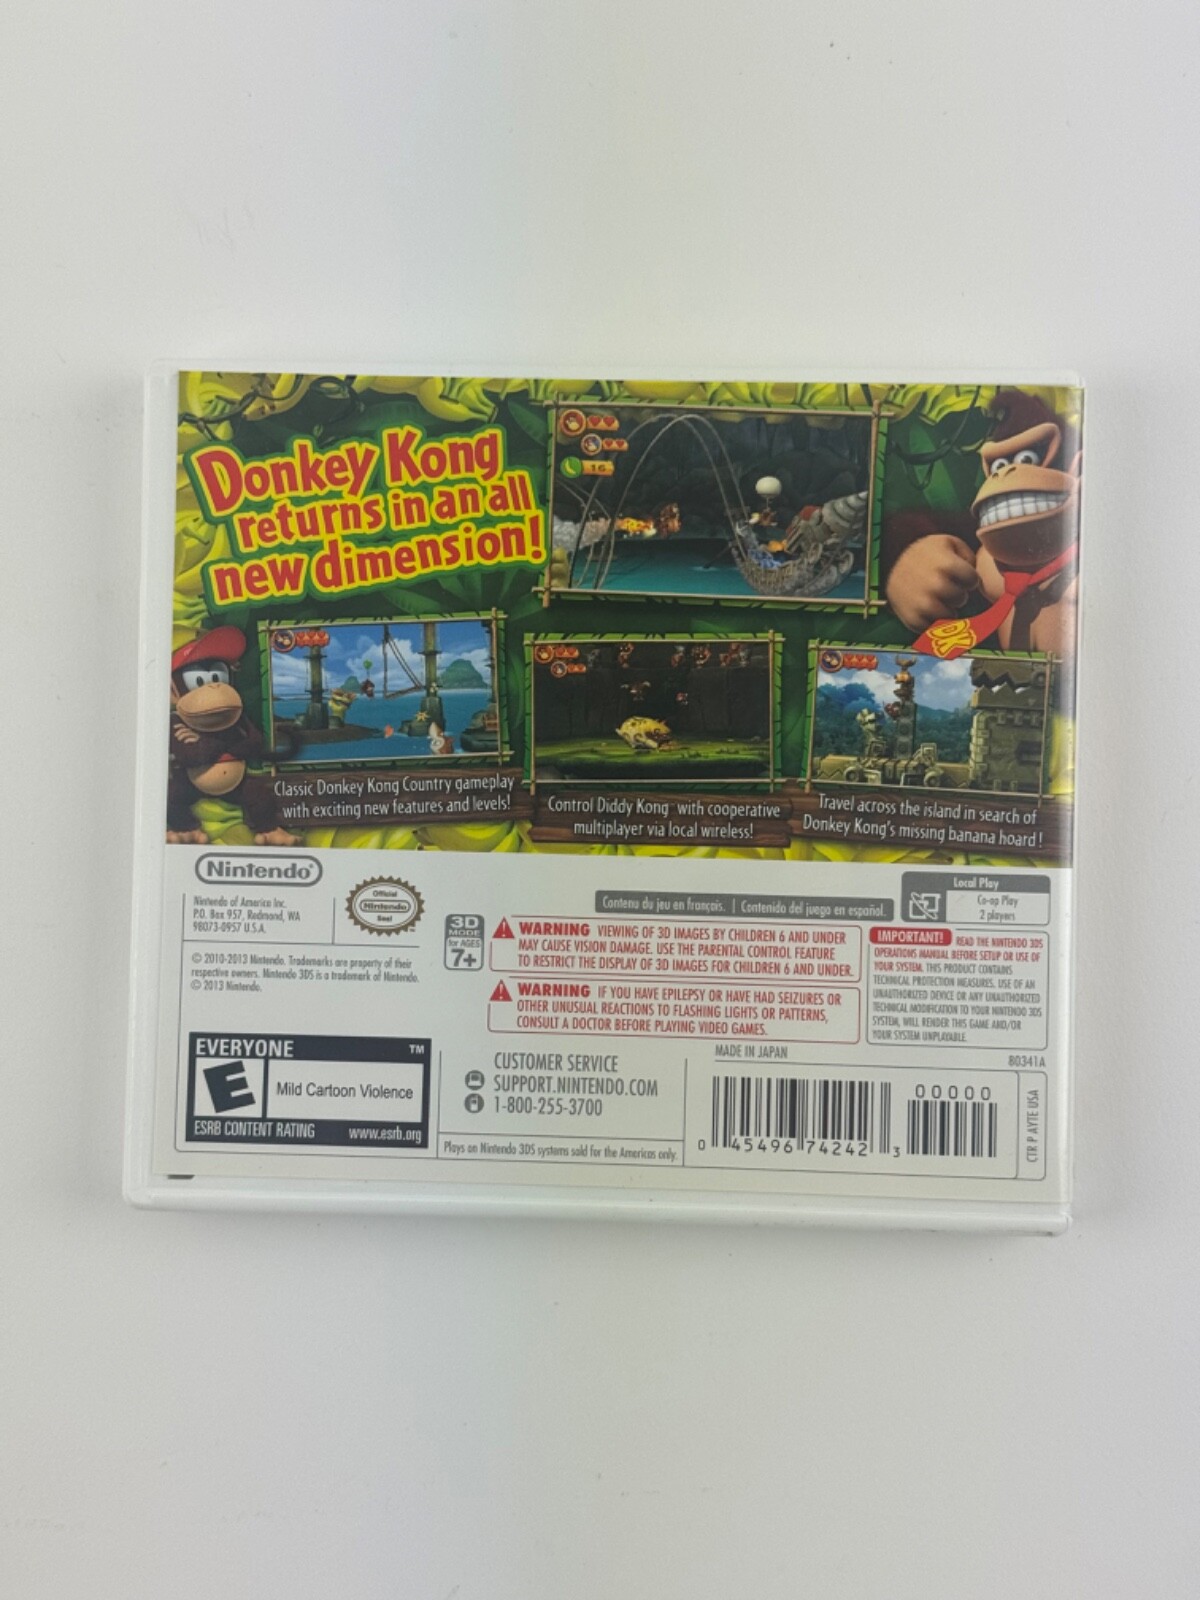 Donkey Kong
returns in an all
new dimension!
16
DK
Classic Donkey Kong Country gameplay
with exciting new features and levels!
Control Diddy Kong™ with cooperative
multiplayer via local wireless!
Travel across the island in search of
Donkey Kong's missing banana hoard!
Nintendo®
Nintendo of America Inc.
P.O. Box 957, Redmond, WA
98073-0957 U.S.A.
Official
Nintendo
Seal
© 2010-2013 Nintendo. Trademarks are property of their
respective owners. Nintendo 3DS is a trademark of Nintendo.
© 2013 Nintendo.
Contenu du jeu en français. | Contenido del juego en español.
Local Play
Co-op Play
2 players
3D
MODE
for AGES
7+
WARNING VIEWING OF 3D IMAGES BY CHILDREN 6 AND UNDER
MAY CAUSE VISION DAMAGE. USE THE PARENTAL CONTROL FEATURE
TO RESTRICT THE DISPLAY OF 3D IMAGES FOR CHILDREN 6 AND UNDER.
WARNING IF YOU HAVE EPILEPSY OR HAVE HAD SEIZURES OR
OTHER UNUSUAL REACTIONS TO FLASHING LIGHTS OR PATTERNS,
CONSULT A DOCTOR BEFORE PLAYING VIDEO GAMES.
IMPORTANT! READ THE NINTENDO 3DS
OPERATIONS MANUAL BEFORE SETUP OR USE OF
YOUR SYSTEM. THIS PRODUCT CONTAINS
TECHNICAL PROTECTION MEASURES. USE OF AN
UNAUTHORIZED DEVICE OR ANY UNAUTHORIZED
TECHNICAL MODIFICATION TO YOUR NINTENDO 3DS
SYSTEM, WILL RENDER THIS GAME AND/OR
YOUR SYSTEM UNPLAYABLE.
EVERYONE ™
E
Mild Cartoon Violence
ESRB CONTENT RATING www.esrb.org
CUSTOMER SERVICE
SUPPORT.NINTENDO.COM
1-800-255-3700
Plays on Nintendo 3DS systems sold for the Americas only.
MADE IN JAPAN
80341A
00000
0 45496 74242 3
CTR P AYTE USA